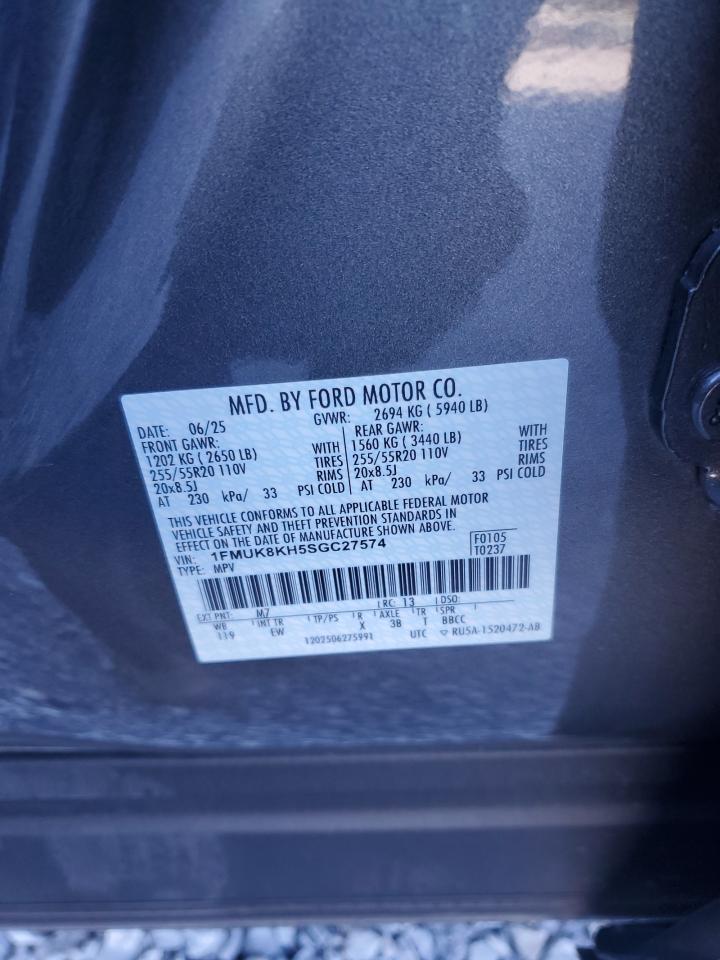 MFD. BY FORD MOTOR CO.
DATE: 06/25 GVWR: 2694 KG ( 5940 LB)
FRONT GAWR: REAR GAWR:
1202 KG ( 2650 LB) WITH 1560 KG ( 3440 LB) WITH
255/55R20 110V TIRES 255/55R20 110V TIRES
20x8.5J RIMS 20x8.5J RIMS
AT 230 kPa/ 33 PSI COLD AT 230 kPa/ 33 PSI COLD
THIS VEHICLE CONFORMS TO ALL APPLICABLE FEDERAL MOTOR
VEHICLE SAFETY AND THEFT PREVENTION STANDARDS IN
EFFECT ON THE DATE OF MANUFACTURE SHOWN ABOVE.
VIN: 1FMUK8KH5SGC27574 F0105
TYPE: MPV T0237
EXT PNT: M7 RC: 13 DSO:
WB INT TR TP/PS R AXLE TR SPR
119 EW X 3B T BBCC
1202506275991 UTC ▽ RU5A-1520472-AB